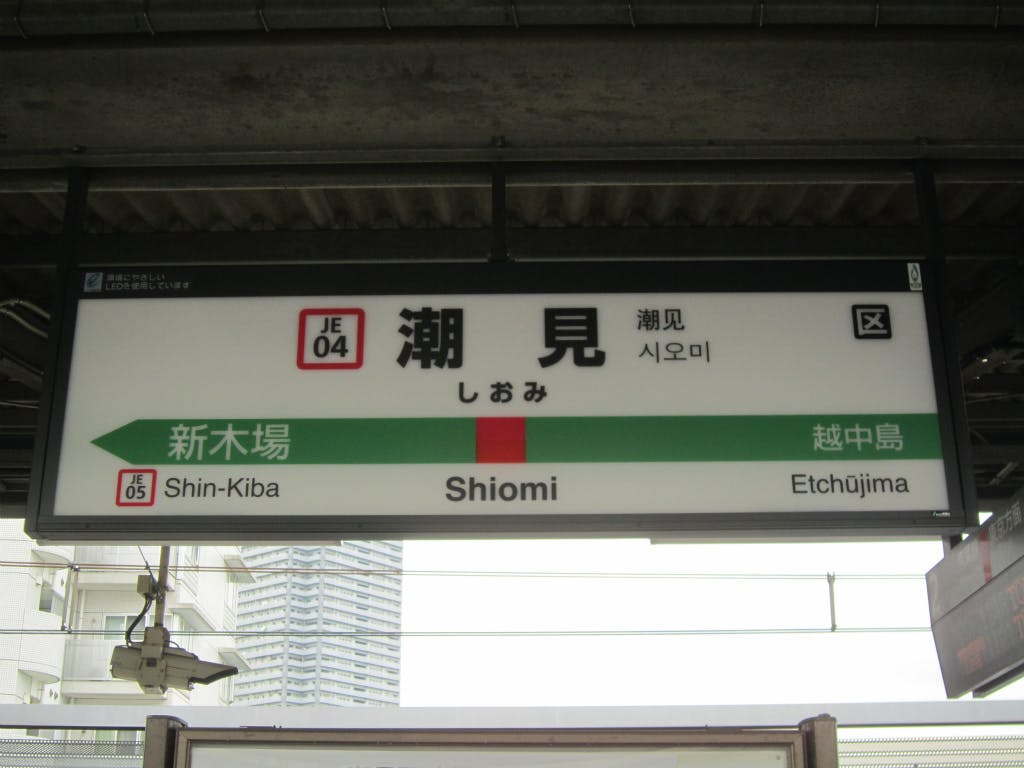 環境にやさしい
LEDを使用しています
JE
04
潮見
潮见
시오미
区
しおみ
新木場
越中島
JE
05
Shin-Kiba
Shiomi
Etchūjima